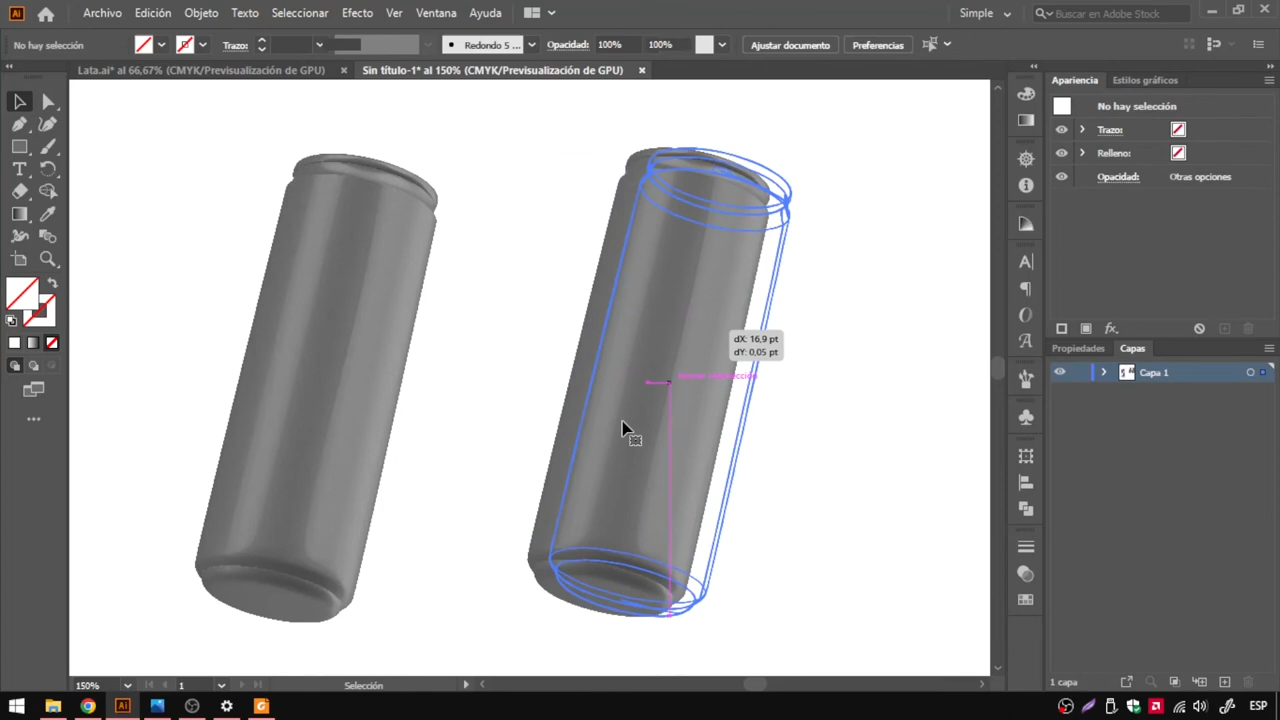 Ai
Archivo Edición Objeto Texto Seleccionar Efecto Ver Ventana Ayuda Simple Buscar en Adobe Stock
No hay selección Trazo: Redondo 5 ... Opacidad: 100% 100% Ajustar documento Preferencias
Lata.ai* al 66,67% (CMYK/Previsualización de GPU) Sin título-1* al 150% (CMYK/Previsualización de GPU)
Apariencia Estilos gráficos
No hay selección
Trazo:
Relleno:
Opacidad: Otras opciones
fx.
dX: 16,9 pt
dY: 0,05 pt
Propiedades Capas
Capa 1
150% 1 Selección 1 capa
Ai ESP